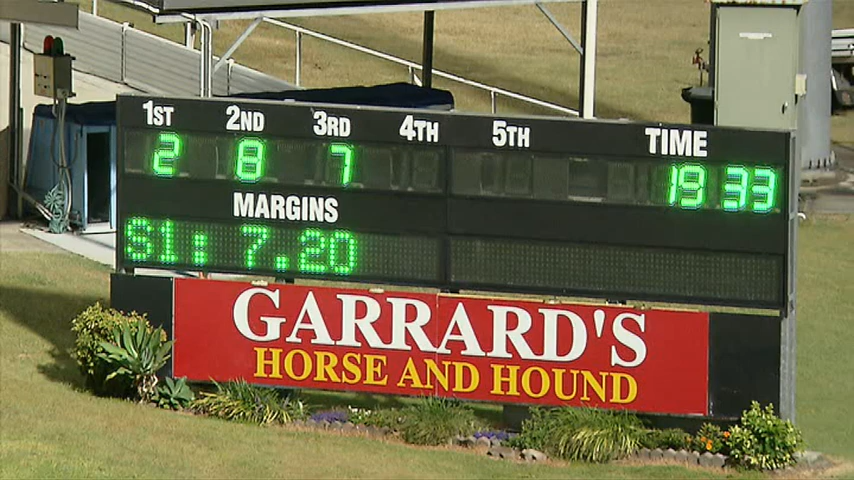 1ST 2ND 3RD 4TH 5TH TIME
2 8 7 19 33
MARGINS
S1: 7.20
GARRARD'S
HORSE AND HOUND